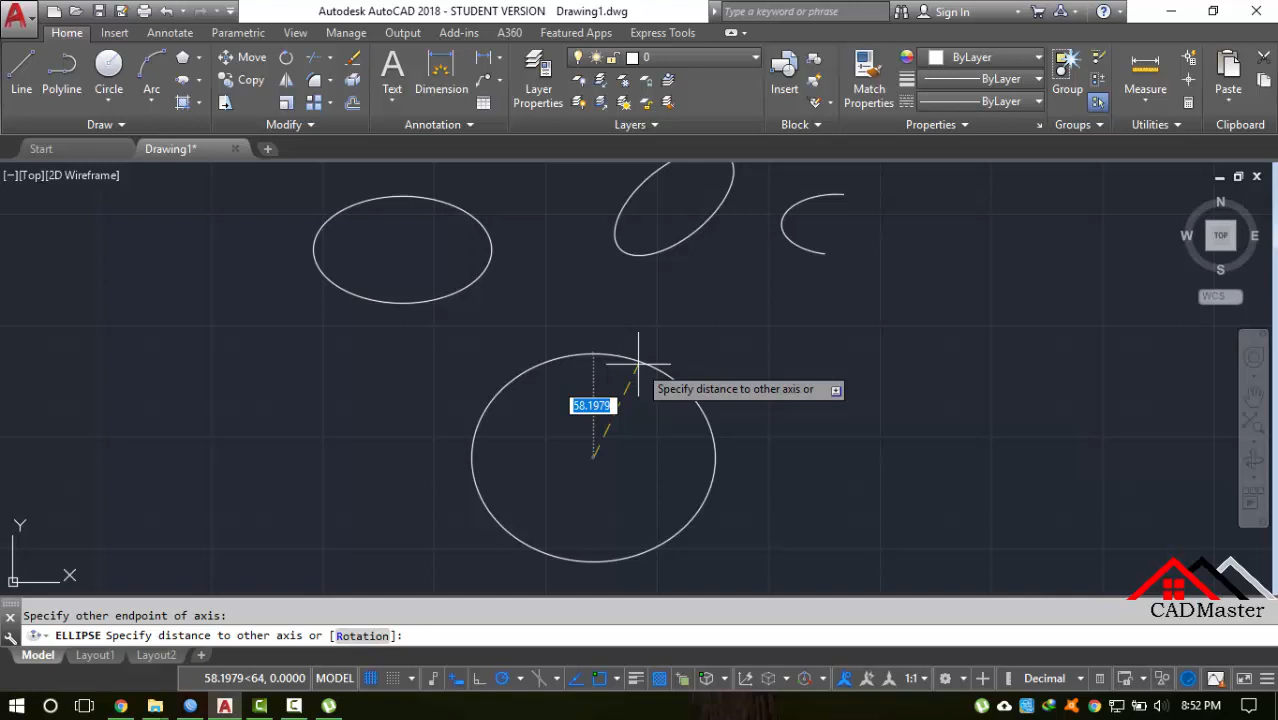 Autodesk AutoCAD 2018 - STUDENT VERSION Drawing1.dwg
Type a keyword or phrase
Sign In
Home Insert Annotate Parametric View Manage Output Add-ins A360 Featured Apps Express Tools
Line Polyline Circle Arc
Move
Copy
Text Dimension
Layer
Properties
0
Insert
Match
Properties
ByLayer
ByLayer
ByLayer
Group
Measure
Paste
Draw Modify Annotation Layers Block Properties Groups Utilities Clipboard
Start Drawing1*
[−][Top][2D Wireframe]
N
W TOP E
S
WCS
Specify distance to other axis or
58.1979
Y
X
CADMaster
Specify other endpoint of axis:
ELLIPSE Specify distance to other axis or [Rotation]:
Model Layout1 Layout2
58.1979<64, 0.0000 MODEL 1:1 Decimal
8:52 PM